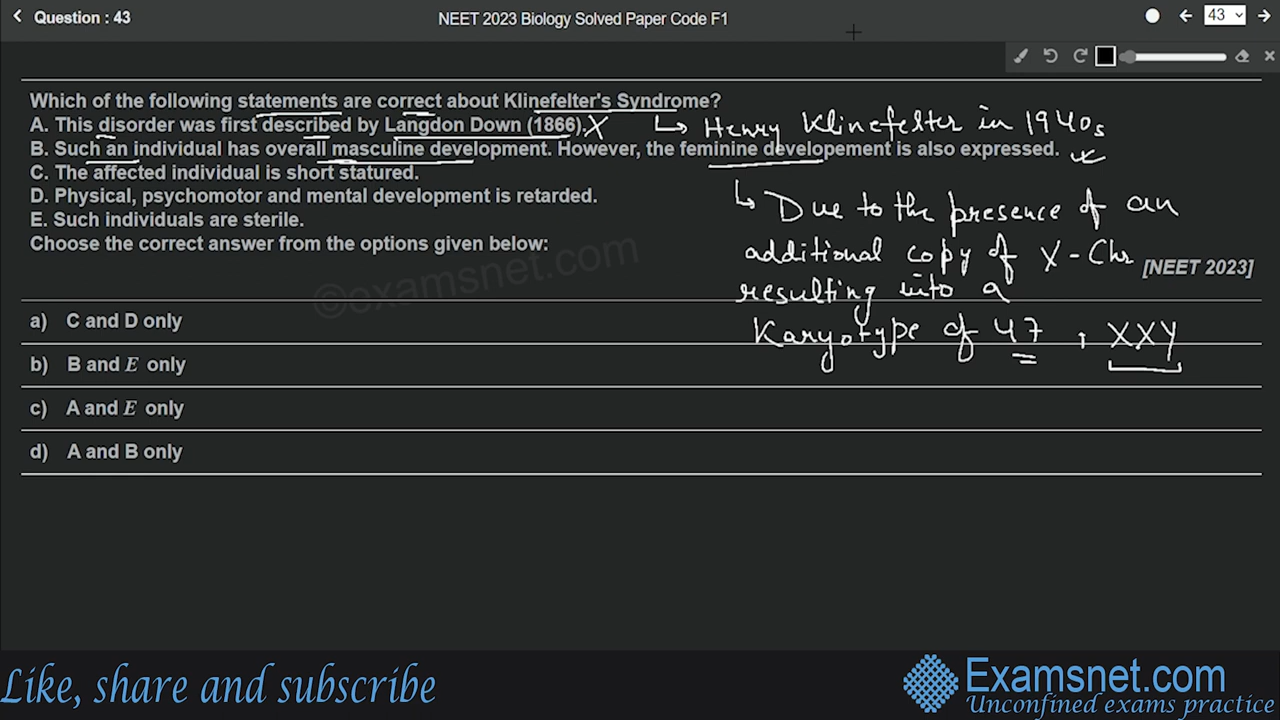 Question : 43
NEET 2023 Biology Solved Paper Code F1
43
Which of the following statements are correct about Klinefelter's Syndrome?
A. This disorder was first described by Langdon Down (1866). X
↳ Henry Klinefelter in 1940s
B. Such an individual has overall masculine development. However, the feminine developement is also expressed. ✓
C. The affected individual is short statured.
D. Physical, psychomotor and mental development is retarded.
E. Such individuals are sterile.
Choose the correct answer from the options given below:
↳ Due to the presence of an
additional copy of X-Chr
resulting into a
Karyotype of 47, XXY
[NEET 2023]
©examsnet.com
a) C and D only
b) B and E only
c) A and E only
d) A and B only
Like, share and subscribe
Examsnet.com
Unconfined exams practice